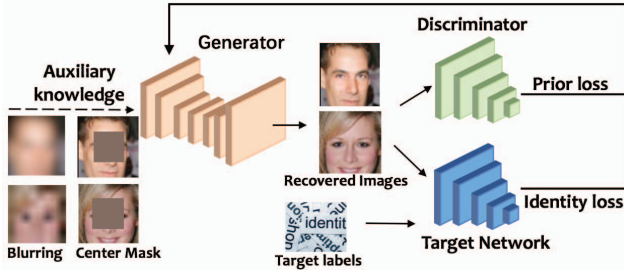 Discriminator
Generator
Auxiliary
knowledge
Prior loss
Recovered Images
Identity loss
identit
Blurring
Center Mask
Target labels
Target Network